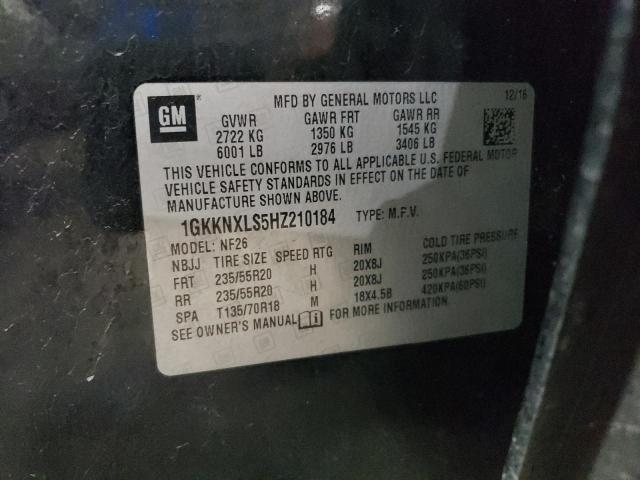 GM
MFD BY GENERAL MOTORS LLC 12/16
GVWR GAWR FRT GAWR RR
2722 KG 1350 KG 1545 KG
6001 LB 2976 LB 3406 LB
THIS VEHICLE CONFORMS TO ALL APPLICABLE U.S. FEDERAL MOTOR
VEHICLE SAFETY STANDARDS IN EFFECT ON THE DATE OF
MANUFACTURE SHOWN ABOVE.
1GKKNXLS5HZ210184 TYPE: M.P.V.
MODEL: NF26
NBJJ TIRE SIZE SPEED RTG RIM COLD TIRE PRESSURE
FRT 235/55R20 H 20X8J 250KPA(36PSI)
RR 235/55R20 H 20X8J 250KPA(36PSI)
SPA T135/70R18 M 18X4.5B 420KPA(60PSI)
SEE OWNER'S MANUAL FOR MORE INFORMATION.